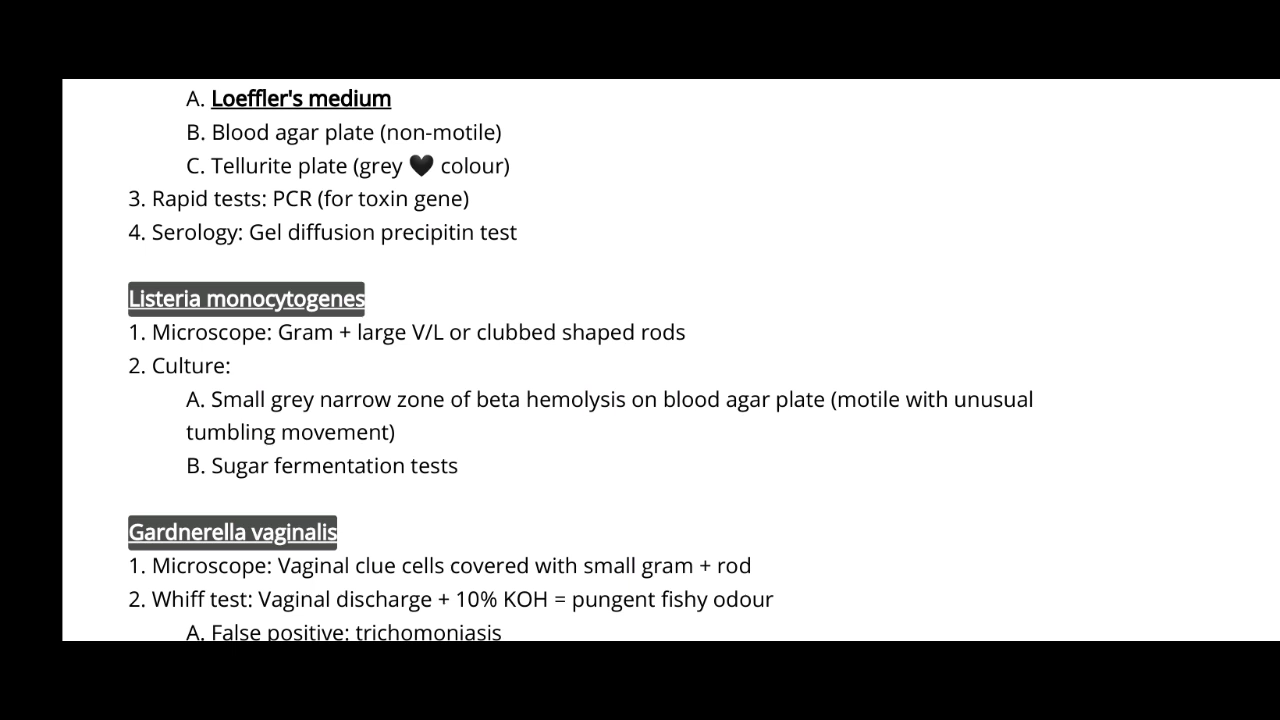 A. Loeffler's medium
B. Blood agar plate (non-motile)
C. Tellurite plate (grey 🖤 colour)
3. Rapid tests: PCR (for toxin gene)
4. Serology: Gel diffusion precipitin test
Listeria monocytogenes
1. Microscope: Gram + large V/L or clubbed shaped rods
2. Culture:
A. Small grey narrow zone of beta hemolysis on blood agar plate (motile with unusual
tumbling movement)
B. Sugar fermentation tests
Gardnerella vaginalis
1. Microscope: Vaginal clue cells covered with small gram + rod
2. Whiff test: Vaginal discharge + 10% KOH = pungent fishy odour
A. False positive: trichomoniasis